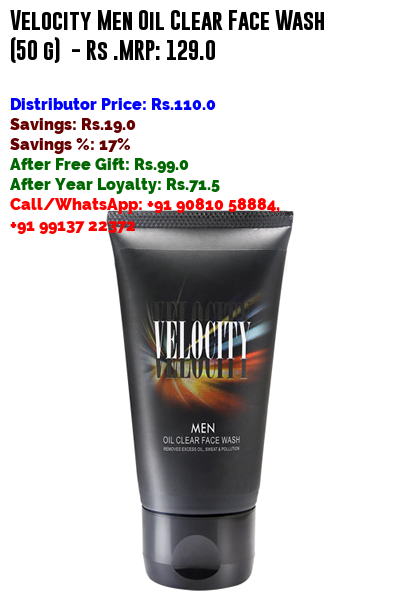 Velocity Men Oil Clear Face Wash
(50 g) - Rs .MRP: 129.0
Distributor Price: Rs.110.0
Savings: Rs.19.0
Savings %: 17%
After Free Gift: Rs.99.0
After Year Loyalty: Rs.71.5
Call/WhatsApp: +91 90810 58884,
+91 99137 22372
VELOCITY
VELOCITY
VELOCITY
MEN
OIL CLEAR FACE WASH
REMOVES EXCESS OIL, SWEAT & POLLUTION